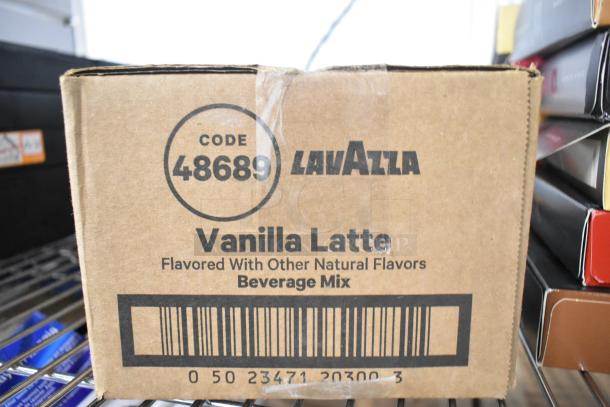 CODE
48689
LAVAZZA
Vanilla Latte
Flavored With Other Natural Flavors
Beverage Mix
0 50 23471 20300 3